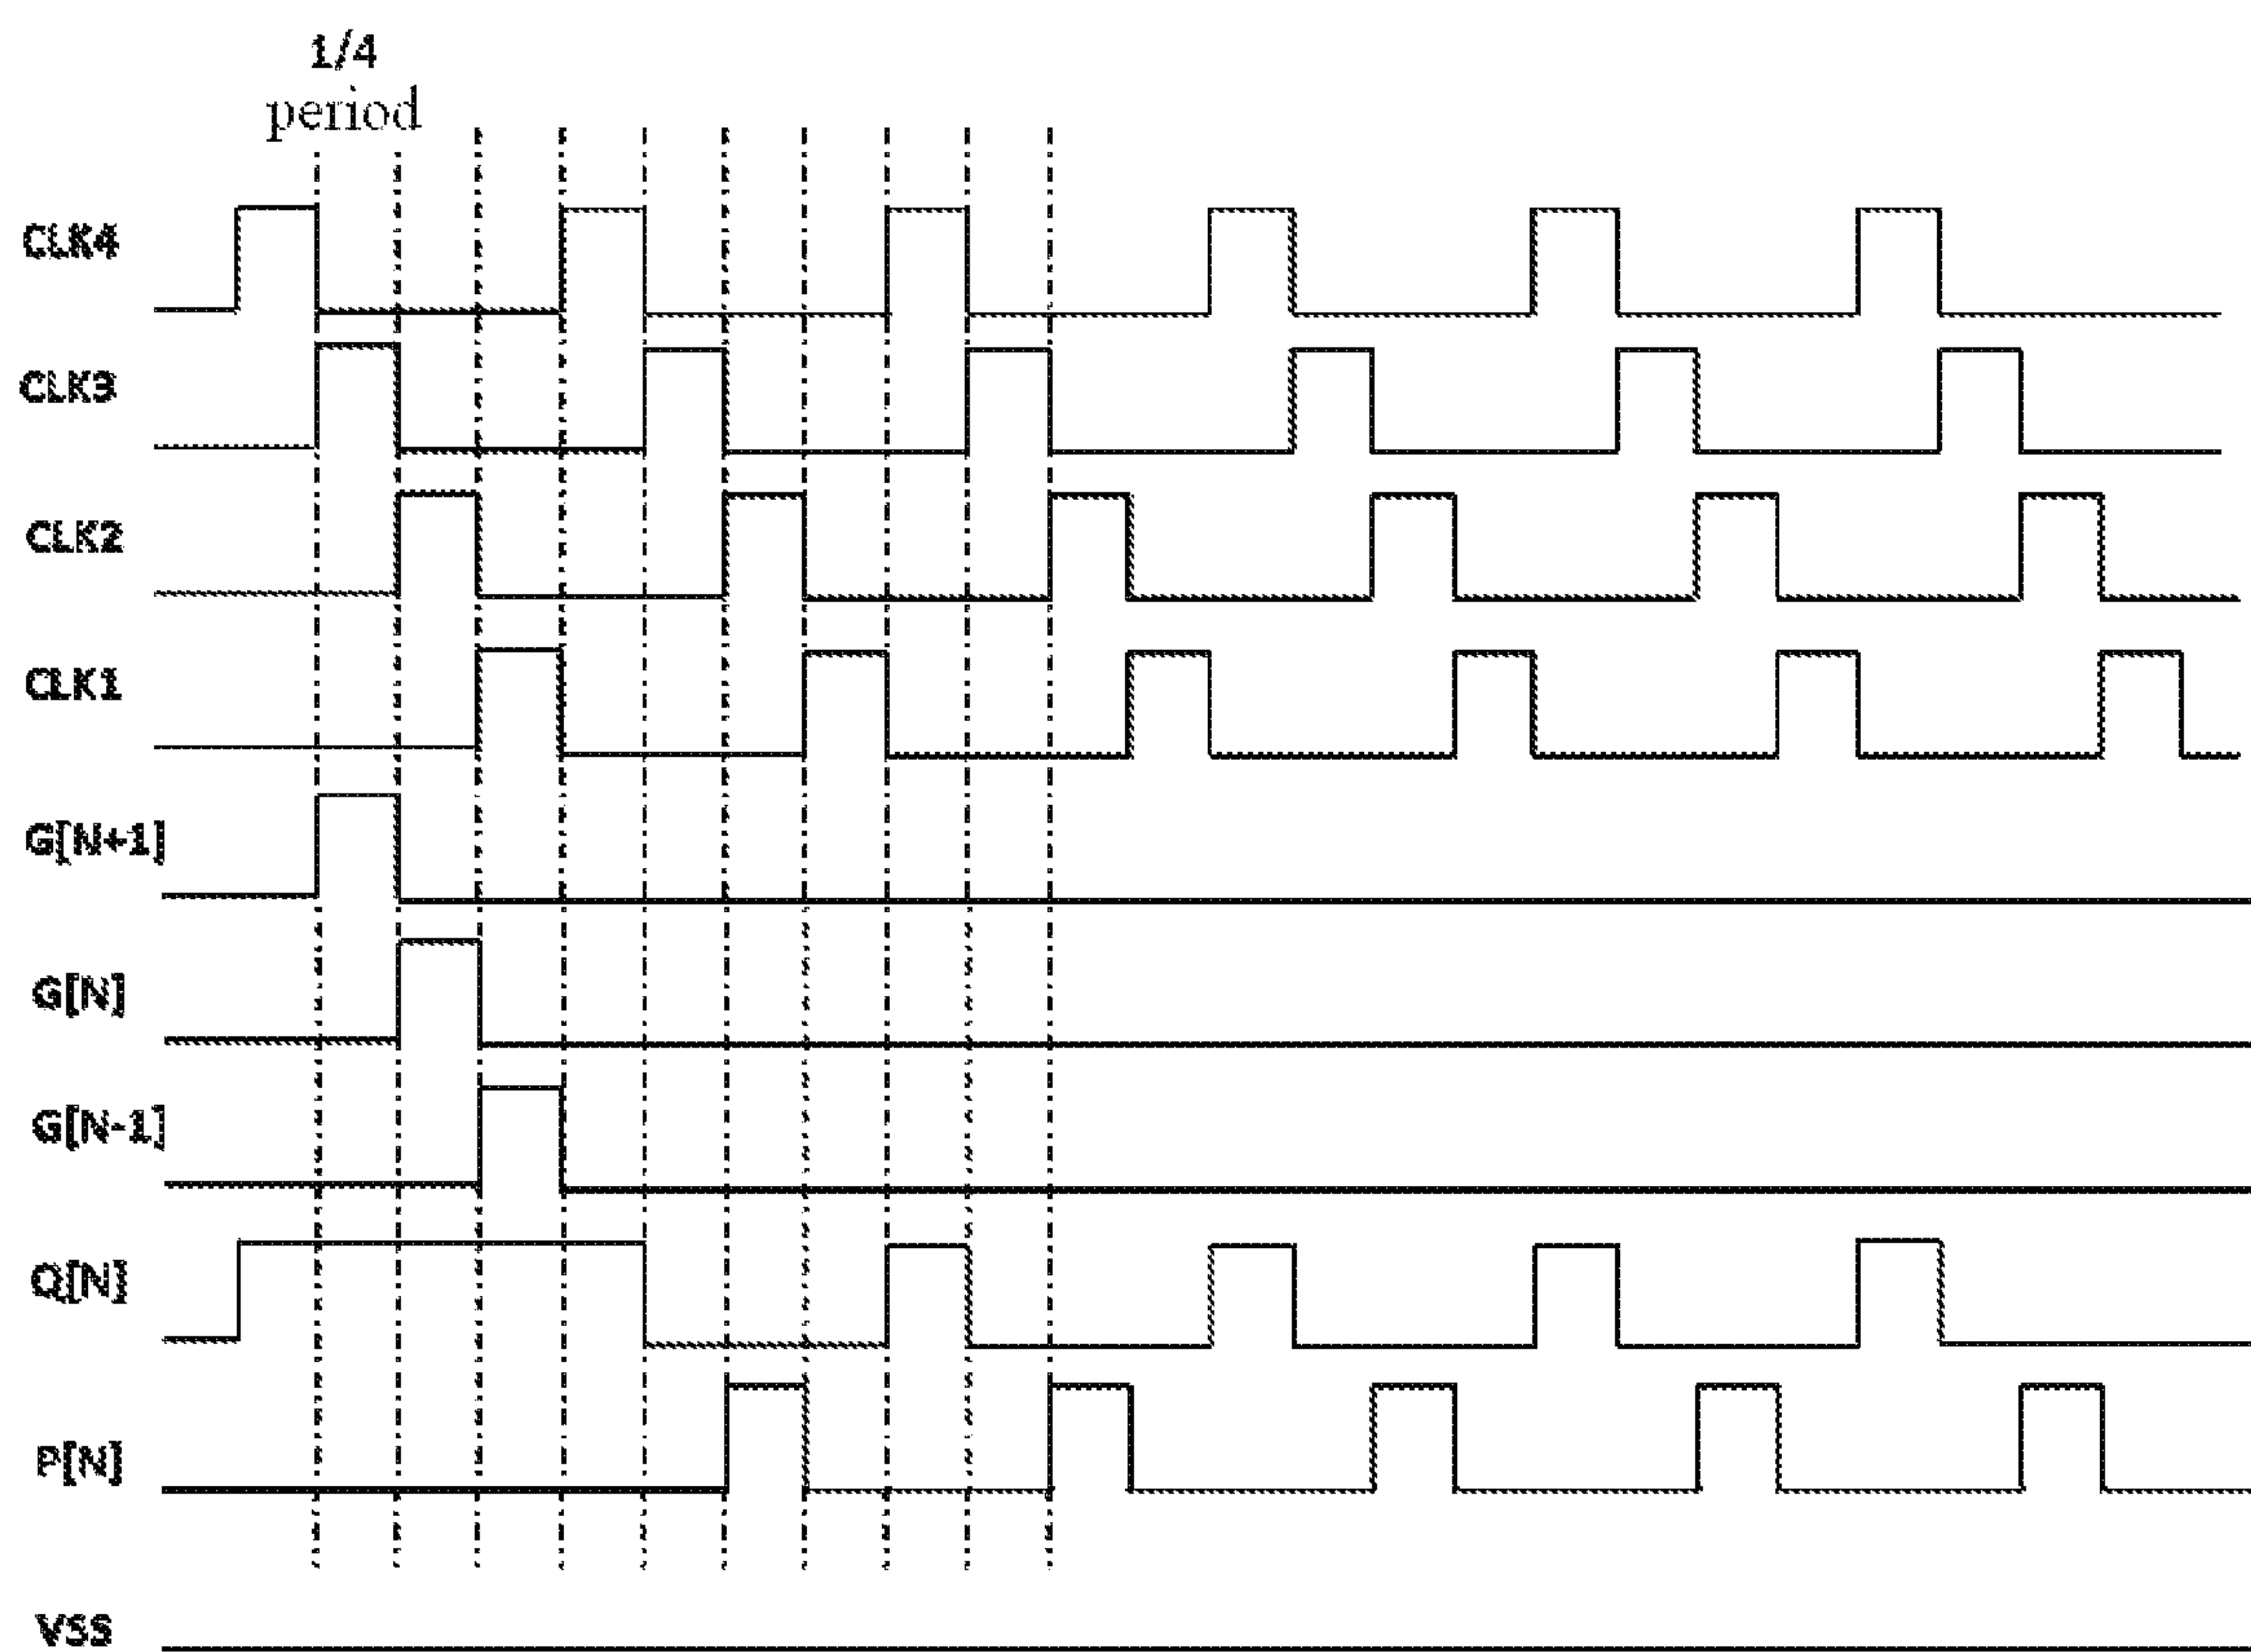 1/4
period
CLK4
CLK3
CLK2
CLK1
G[N+1]
G[N]
G[N-1]
Q[N]
P[N]
VSS